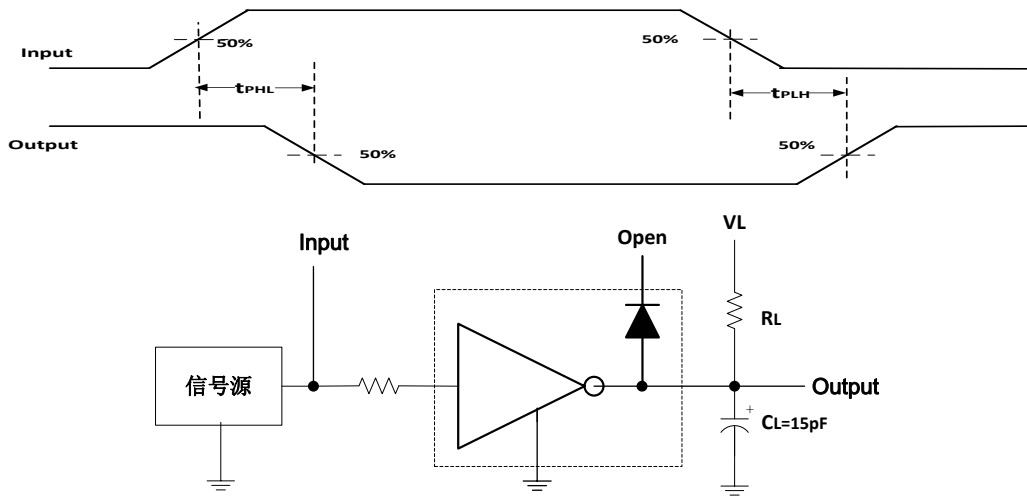 50%
50%
Input
tPHL
tPLH
Output
50%
50%
VL
Input
Open
RL
信号源
Output
+
CL=15pF